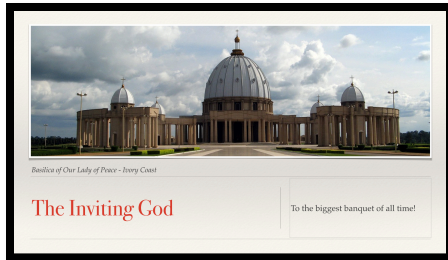 Basilica of Our Lady of Peace - Ivory Coast
The Inviting God
To the biggest banquet of all time!